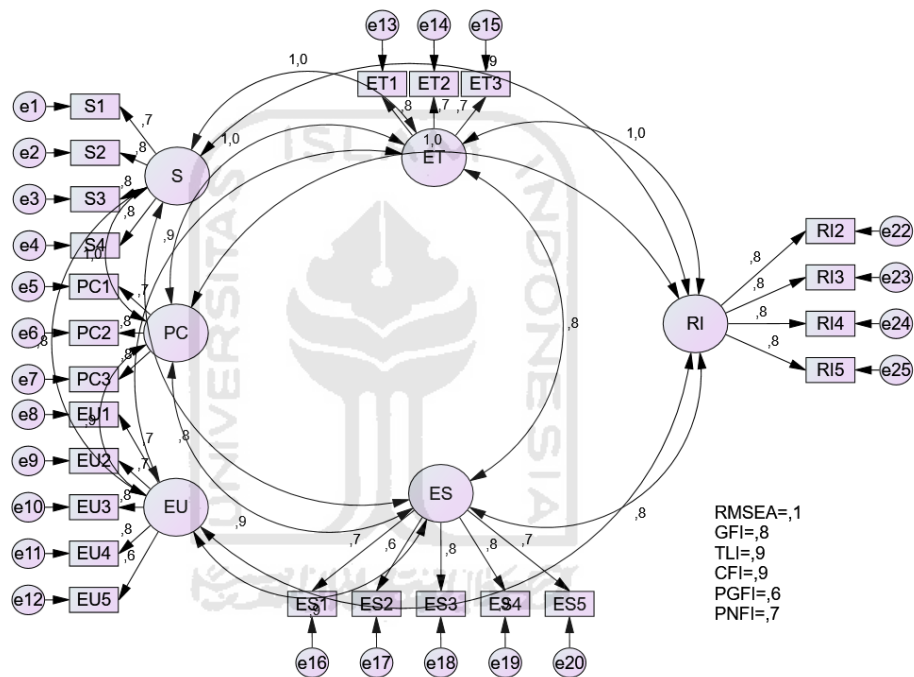 e13
e14
e15
ET1
ET2
ET3
,9
1,0
,8
,7
,7
1,0
1,0
1,0
ET
e1
S1
,7
e2
S2
,8
S
e3
S3
,8
,8
e4
S4
1,0
,9
e5
PC1
,7
e6
PC2
,8
PC
,8
e7
PC3
,8
e8
EU1
,9
,7
,8
e9
EU2
,7
e10
EU3
,8
EU
e11
EU4
,8
e12
EU5
,6
,9
ES
,8
,7
,6
,8
,8
,7
,8
ES1
ES2
ES3
ES4
ES5
,9
e16
e17
e18
e19
e20
RI
RI2
e22
,8
RI3
e23
,8
RI4
e24
,8
RI5
e25
,8
RMSEA=,1
GFI=,8
TLI=,9
CFI=,9
PGFI=,6
PNFI=,7
UNIVERSITAS
ISLAM
INDONESIA